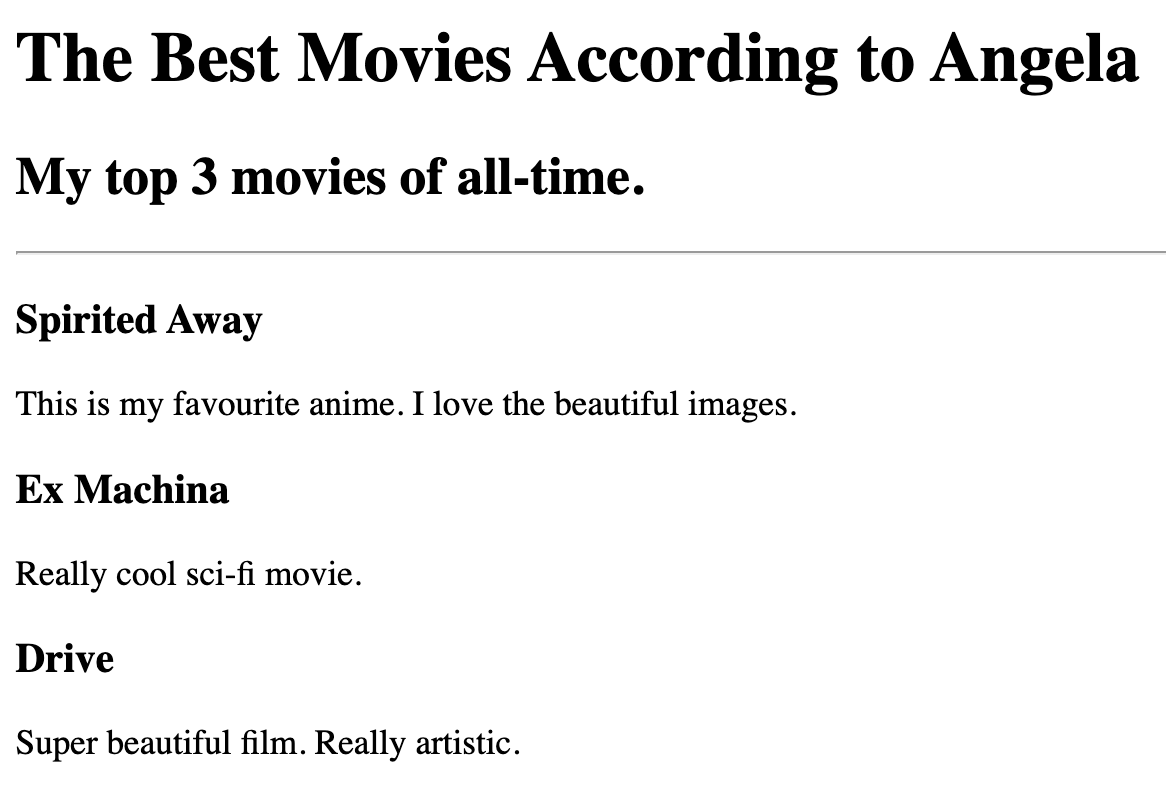 The Best Movies According to Angela
My top 3 movies of all-time.
Spirited Away
This is my favourite anime. I love the beautiful images.
Ex Machina
Really cool sci-fi movie.
Drive
Super beautiful film. Really artistic.